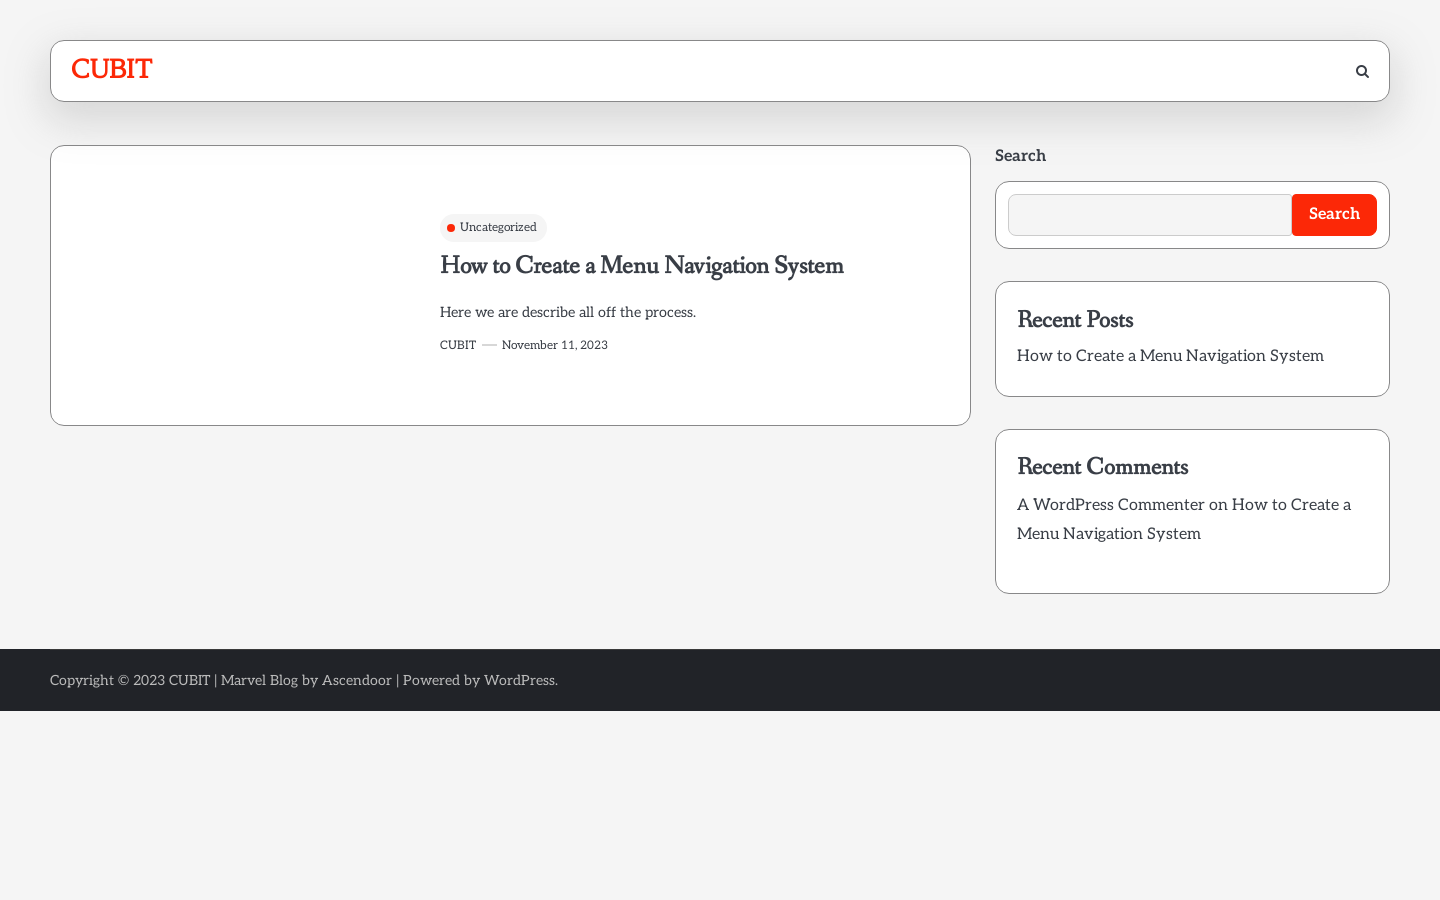 CUBIT
Uncategorized
How to Create a Menu Navigation System
Here we are describe all off the process.
CUBIT — November 11, 2023
Search
Search
Recent Posts
How to Create a Menu Navigation System
Recent Comments
A WordPress Commenter on How to Create a
Menu Navigation System
Copyright © 2023 CUBIT | Marvel Blog by Ascendoor | Powered by WordPress.